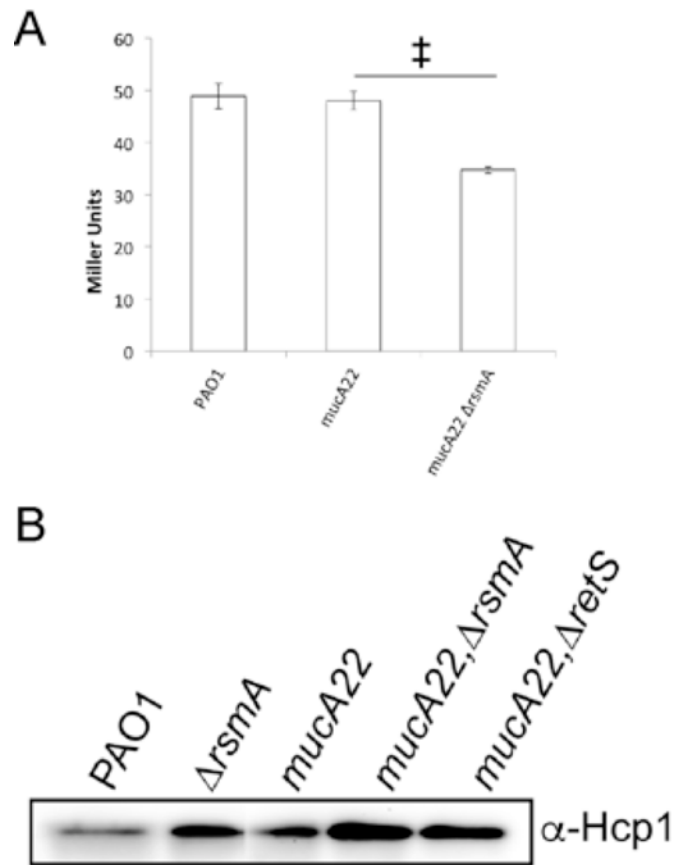 A
60
‡
50
40
30
20
10
0
Miller Units
PAO1
mucA22
mucA22 ΔrsmA
B
PAO1
ΔrsmA
mucA22
mucA22,ΔrsmA
mucA22,ΔretS
α-Hcp1